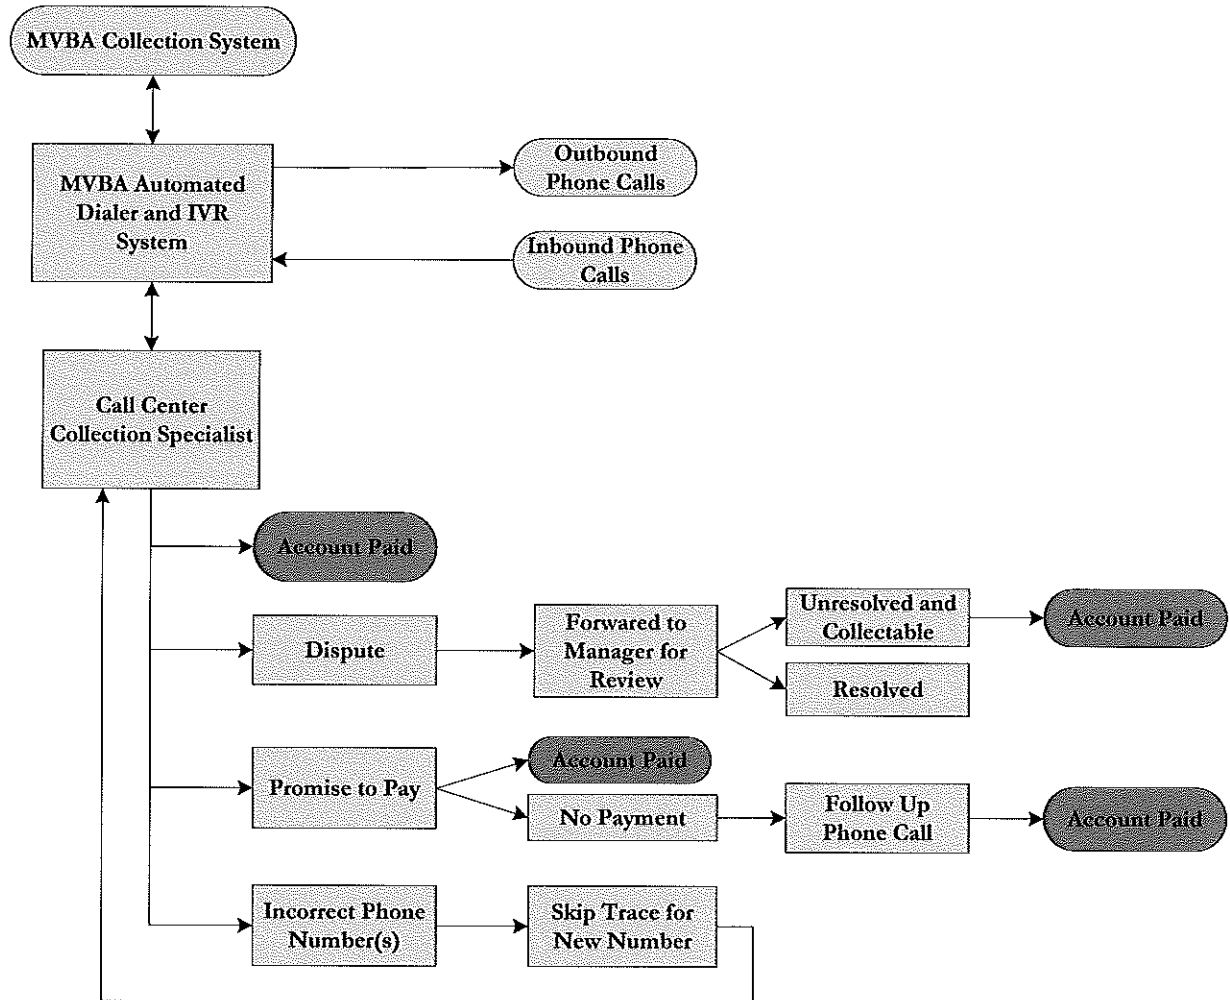 MVBA Collection System
MVBA Automated
Dialer and IVR
System
Outbound
Phone Calls
Inbound Phone
Calls
Call Center
Collection Specialist
Account Paid
Dispute
Forwared to
Manager for
Review
Unresolved and
Collectable
Account Paid
Resolved
Promise to Pay
Account Paid
No Payment
Follow Up
Phone Call
Account Paid
Incorrect Phone
Number(s)
Skip Trace for
New Number